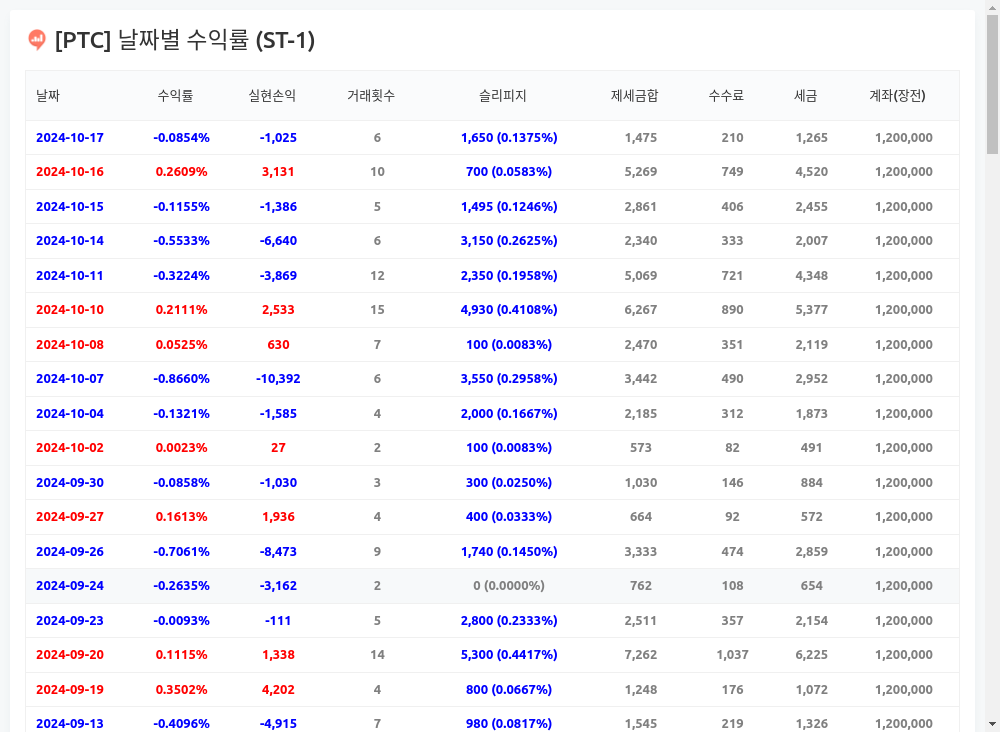 [PTC] 날짜별 수익률 (ST-1)
날짜 수익률 실현손익 거래횟수 슬리피지 제세금합 수수료 세금 계좌(장전)
2024-10-17 -0.0854% -1,025 6 1,650 (0.1375%) 1,475 210 1,265 1,200,000
2024-10-16 0.2609% 3,131 10 700 (0.0583%) 5,269 749 4,520 1,200,000
2024-10-15 -0.1155% -1,386 5 1,495 (0.1246%) 2,861 406 2,455 1,200,000
2024-10-14 -0.5533% -6,640 6 3,150 (0.2625%) 2,340 333 2,007 1,200,000
2024-10-11 -0.3224% -3,869 12 2,350 (0.1958%) 5,069 721 4,348 1,200,000
2024-10-10 0.2111% 2,533 15 4,930 (0.4108%) 6,267 890 5,377 1,200,000
2024-10-08 0.0525% 630 7 100 (0.0083%) 2,470 351 2,119 1,200,000
2024-10-07 -0.8660% -10,392 6 3,550 (0.2958%) 3,442 490 2,952 1,200,000
2024-10-04 -0.1321% -1,585 4 2,000 (0.1667%) 2,185 312 1,873 1,200,000
2024-10-02 0.0023% 27 2 100 (0.0083%) 573 82 491 1,200,000
2024-09-30 -0.0858% -1,030 3 300 (0.0250%) 1,030 146 884 1,200,000
2024-09-27 0.1613% 1,936 4 400 (0.0333%) 664 92 572 1,200,000
2024-09-26 -0.7061% -8,473 9 1,740 (0.1450%) 3,333 474 2,859 1,200,000
2024-09-24 -0.2635% -3,162 2 0 (0.0000%) 762 108 654 1,200,000
2024-09-23 -0.0093% -111 5 2,800 (0.2333%) 2,511 357 2,154 1,200,000
2024-09-20 0.1115% 1,338 14 5,300 (0.4417%) 7,262 1,037 6,225 1,200,000
2024-09-19 0.3502% 4,202 4 800 (0.0667%) 1,248 176 1,072 1,200,000
2024-09-13 -0.4096% -4,915 7 980 (0.0817%) 1,545 219 1,326 1,200,000